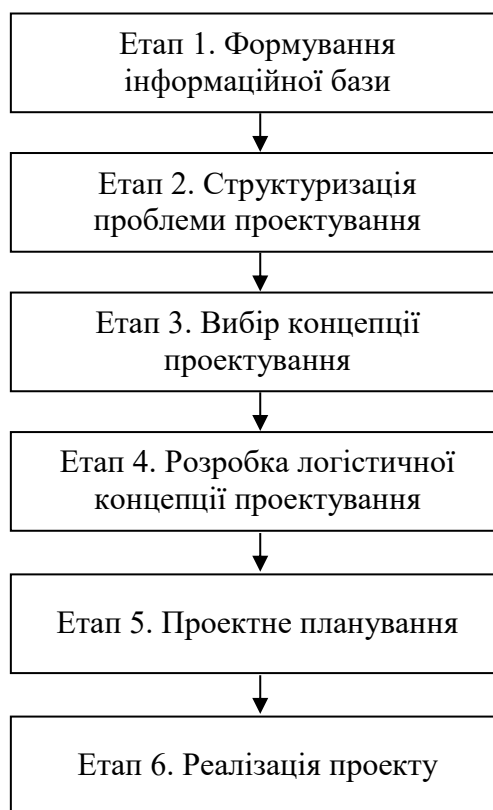 Етап 1. Формування
інформаційної бази
Етап 2. Структуризація
проблеми проектування
Етап 3. Вибір концепції
проектування
Етап 4. Розробка логістичної
концепції проектування
Етап 5. Проектне планування
Етап 6. Реалізація проекту